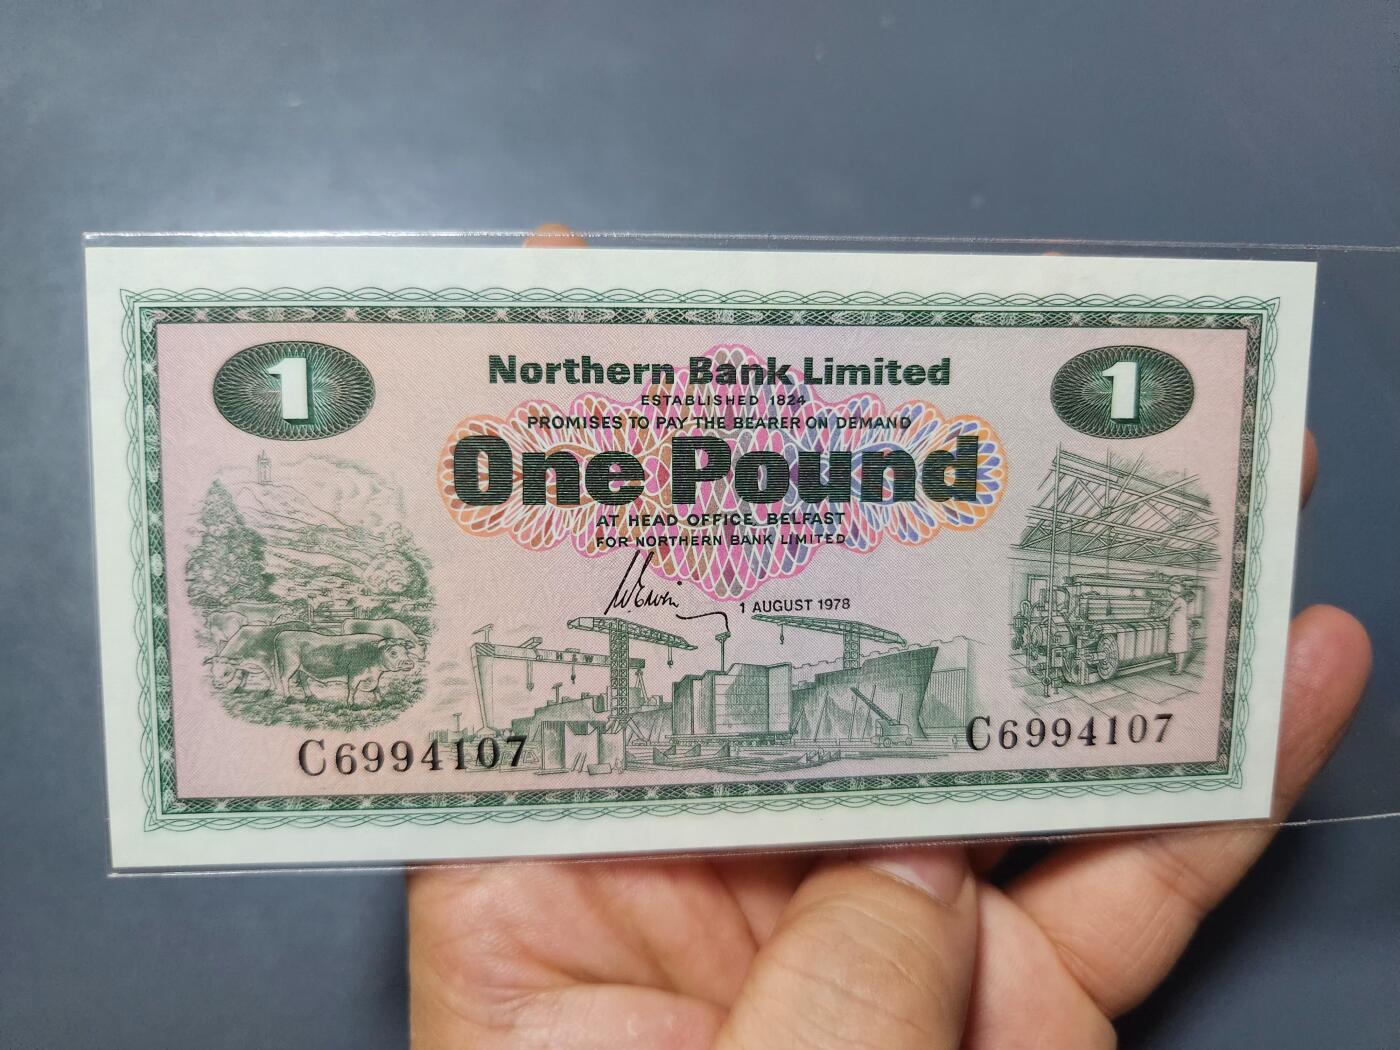 1
1
Northern Bank Limited
ESTABLISHED 1824
PROMISES TO PAY THE BEARER ON DEMAND
One Pound
AT HEAD OFFICE, BELFAST
FOR NORTHERN BANK LIMITED
1 AUGUST 1978
C6994107
C6994107